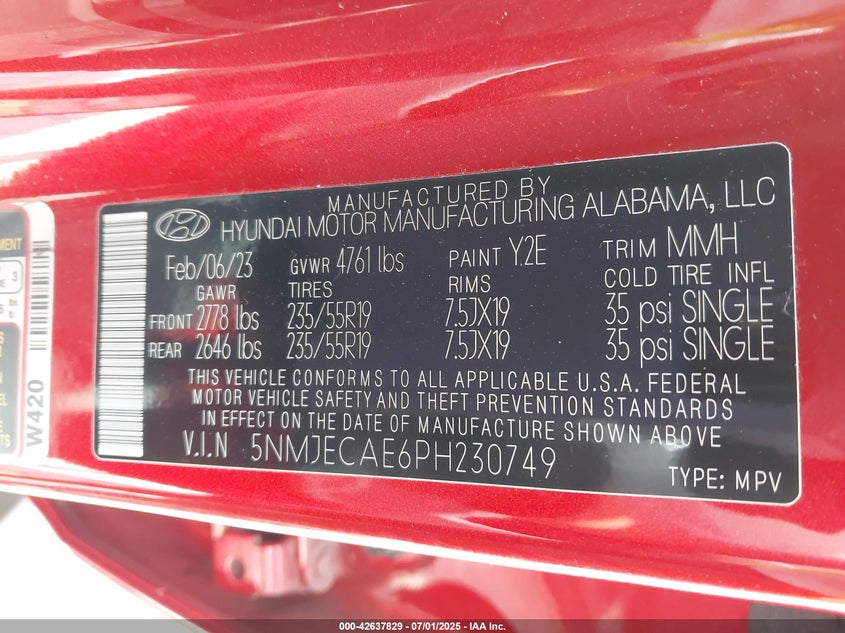 MANUFACTURED BY
HYUNDAI MOTOR MANUFACTURING ALABAMA, LLC
Feb/06/23 GVWR 4761 lbs PAINT Y2E TRIM MMH
GAWR TIRES RIMS COLD TIRE INFL
FRONT 2778 lbs 235/55R19 7.5JX19 35 psi SINGLE
REAR 2646 lbs 235/55R19 7.5JX19 35 psi SINGLE
THIS VEHICLE CONFORMS TO ALL APPLICABLE U.S.A. FEDERAL
MOTOR VEHICLE SAFETY AND THEFT PREVENTION STANDARDS
IN EFFECT ON THE DATE OF MANUFACTURE SHOWN ABOVE
V.I.N 5NMJECAE6PH230749
TYPE: MPV
W420
3
000-42637829 - 07/01/2025 - IAA Inc.